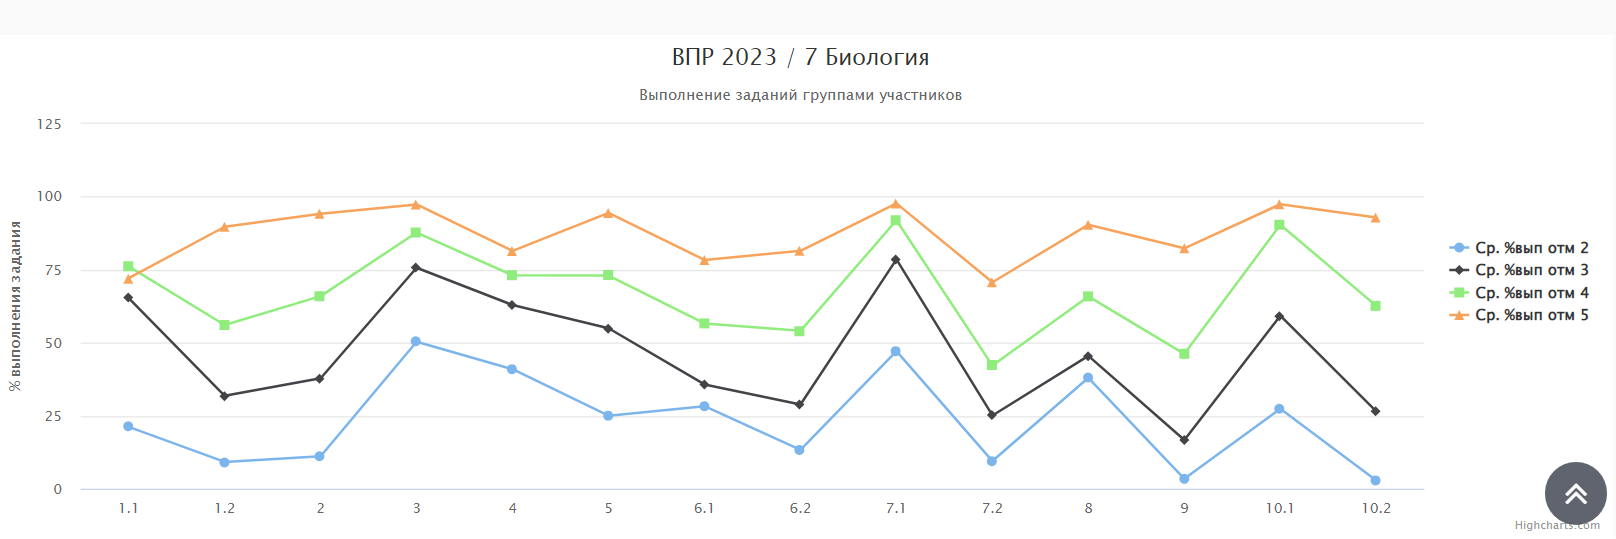 ВПР 2023 / 7 Биология
Выполнение заданий группами участников
% выполнения задания
125
100
75
50
25
0
1.1 1.2 2 3 4 5 6.1 6.2 7.1 7.2 8 9 10.1 10.2
Ср. %вып отм 2
Ср. %вып отм 3
Ср. %вып отм 4
Ср. %вып отм 5
Highcharts.com